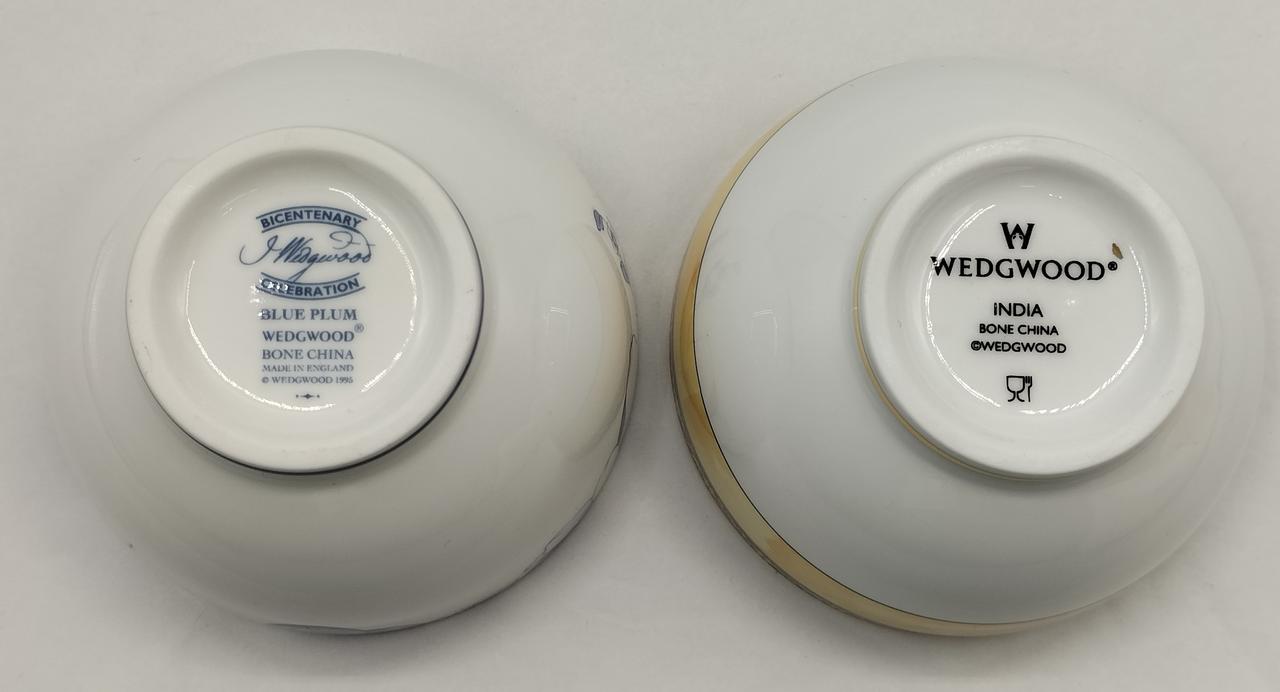 BICENTENARY
J Wedgwood
CELEBRATION
BLUE PLUM
WEDGWOOD®
BONE CHINA
MADE IN ENGLAND
© WEDGWOOD 1995
W
WEDGWOOD®
INDIA
BONE CHINA
©WEDGWOOD